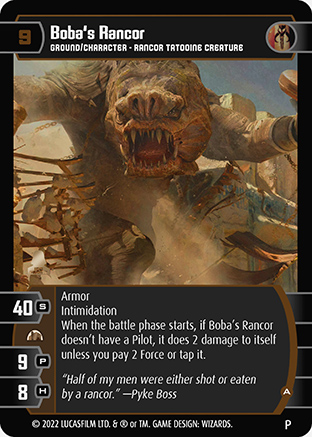 9
Boba's Rancor
GROUND/CHARACTER - RANCOR TATOOINE CREATURE
40 S
9 P
8 H
Armor
Intimidation
When the battle phase starts, if Boba's Rancor
doesn't have a Pilot, it does 2 damage to itself
unless you pay 2 Force or tap it.
"Half of my men were either shot or eaten
by a rancor." —Pyke Boss
A
© 2022 LUCASFILM LTD. & ® or TM. GAME DESIGN: WIZARDS.
P